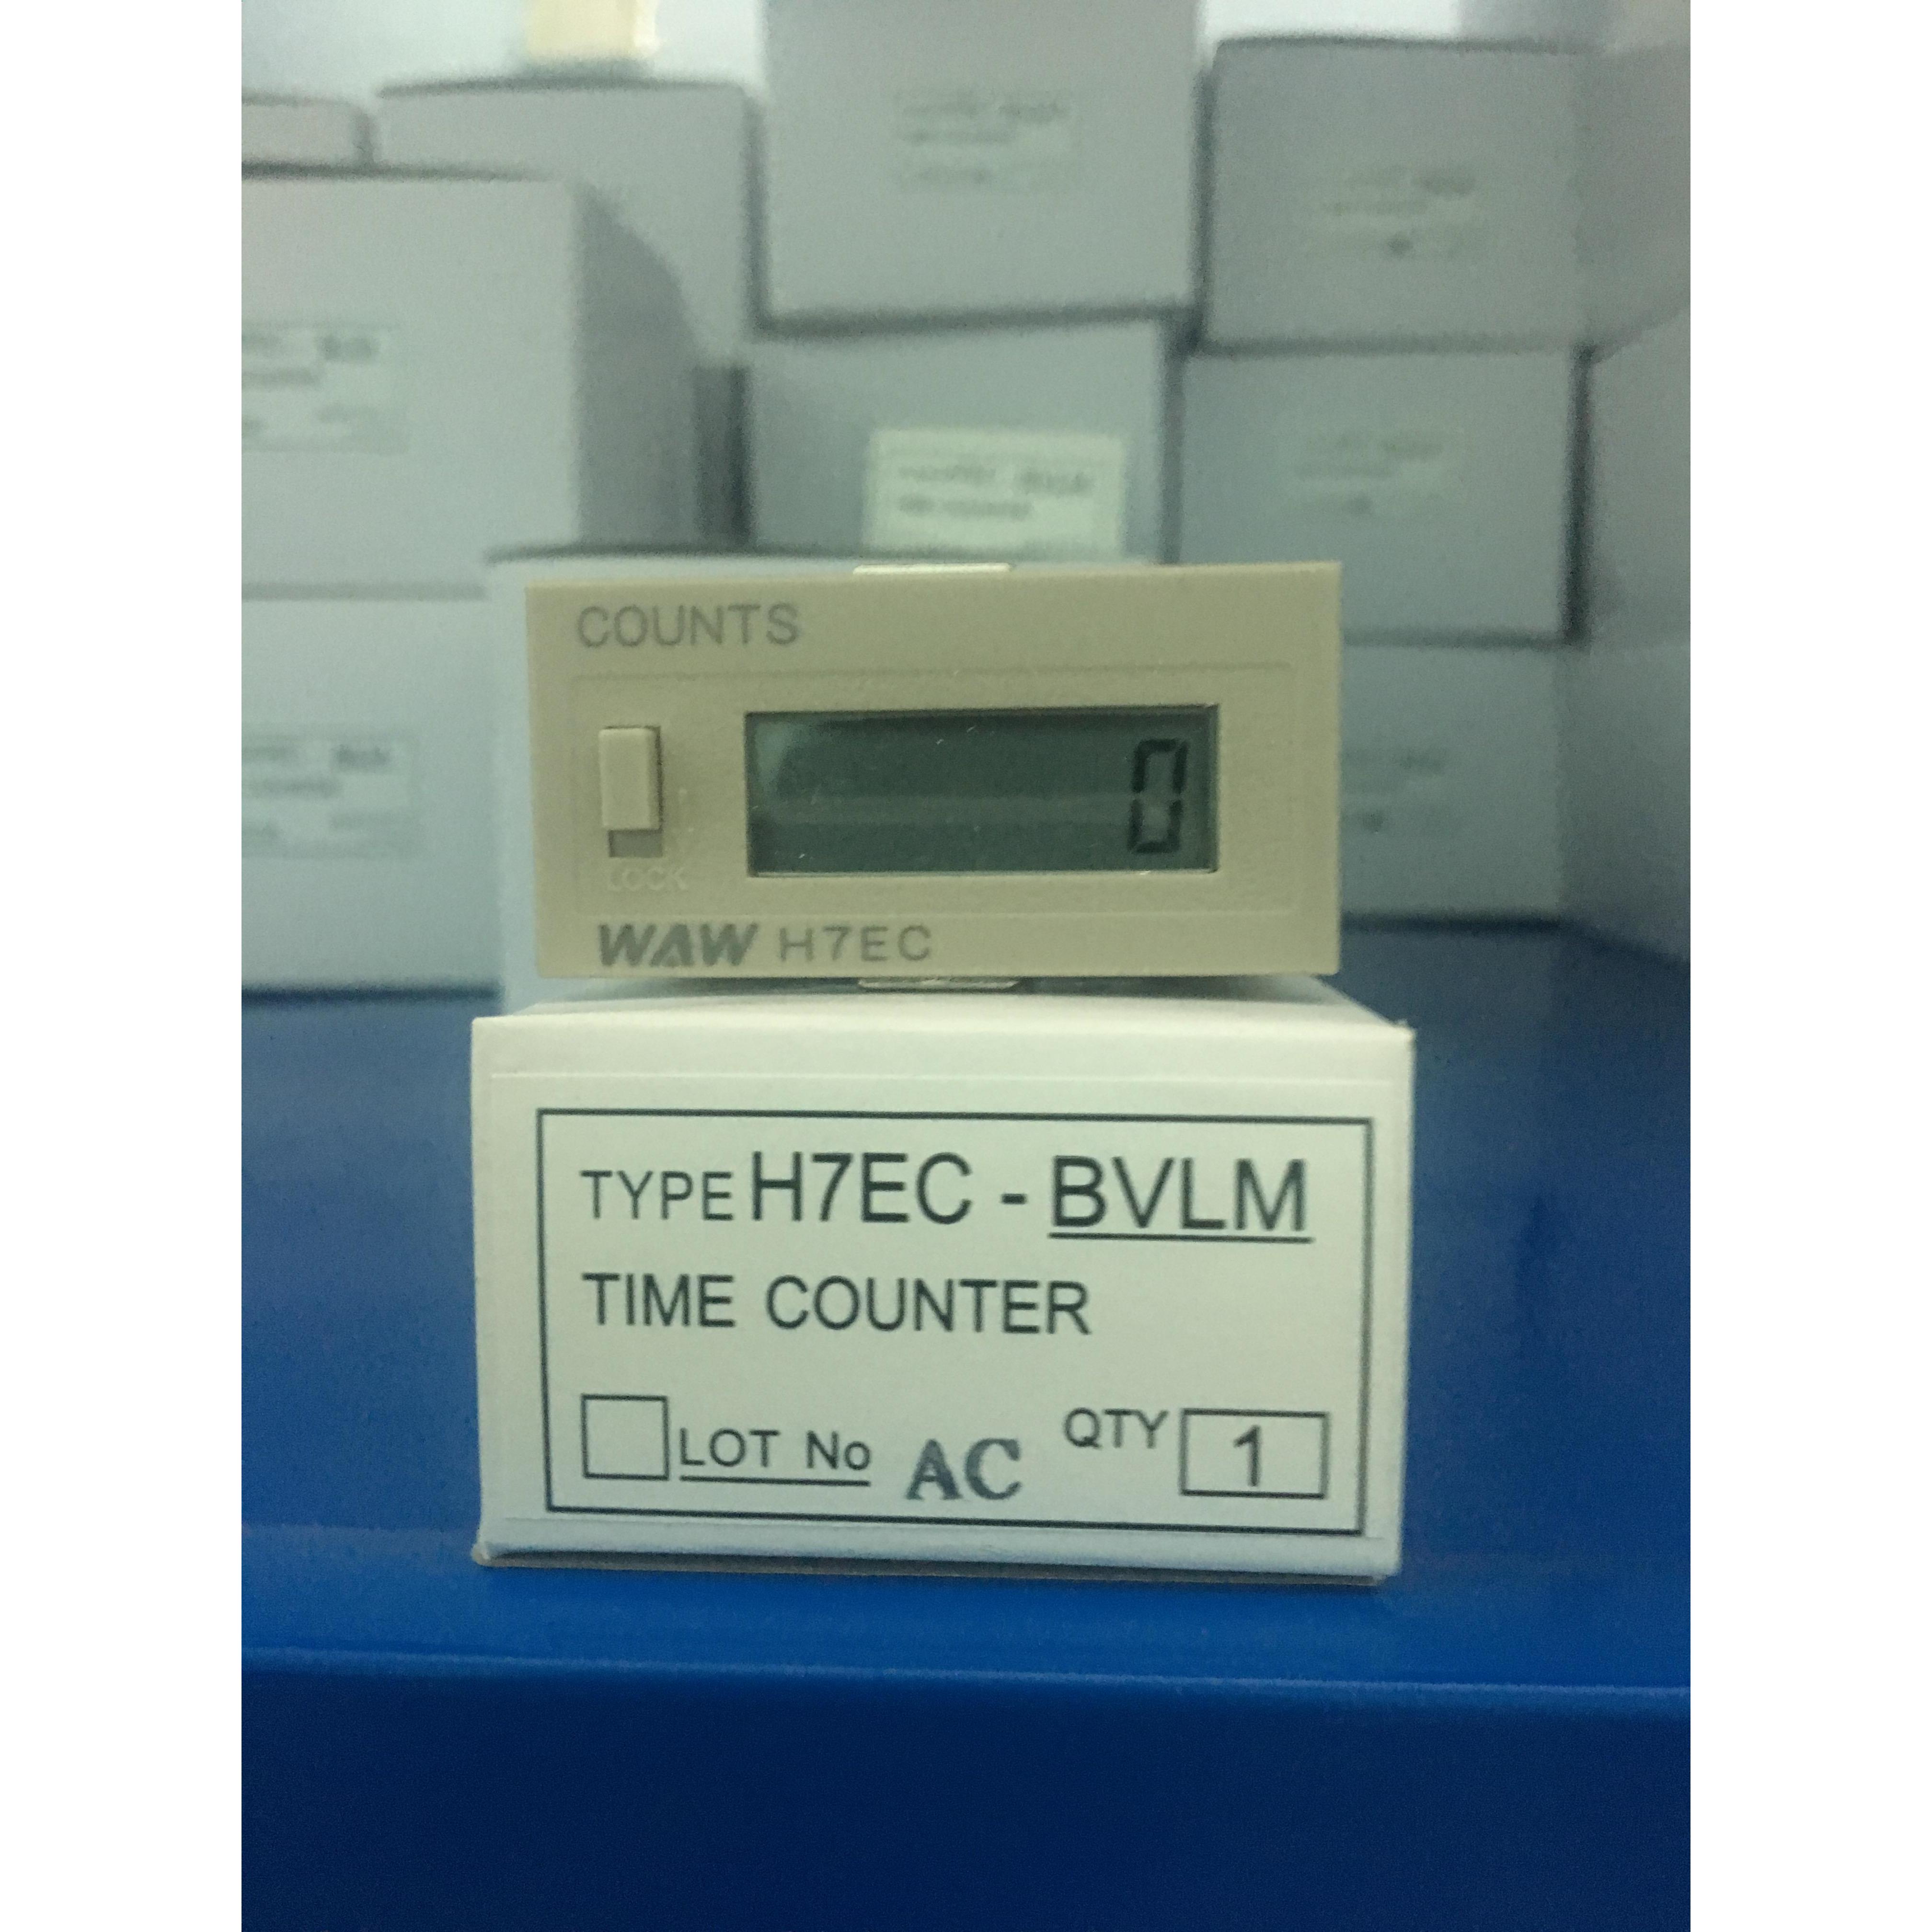 COUNTS
0
LOCK
WAW H7EC
TYPE H7EC - BVLM
TIME COUNTER
LOT No AC QTY 1